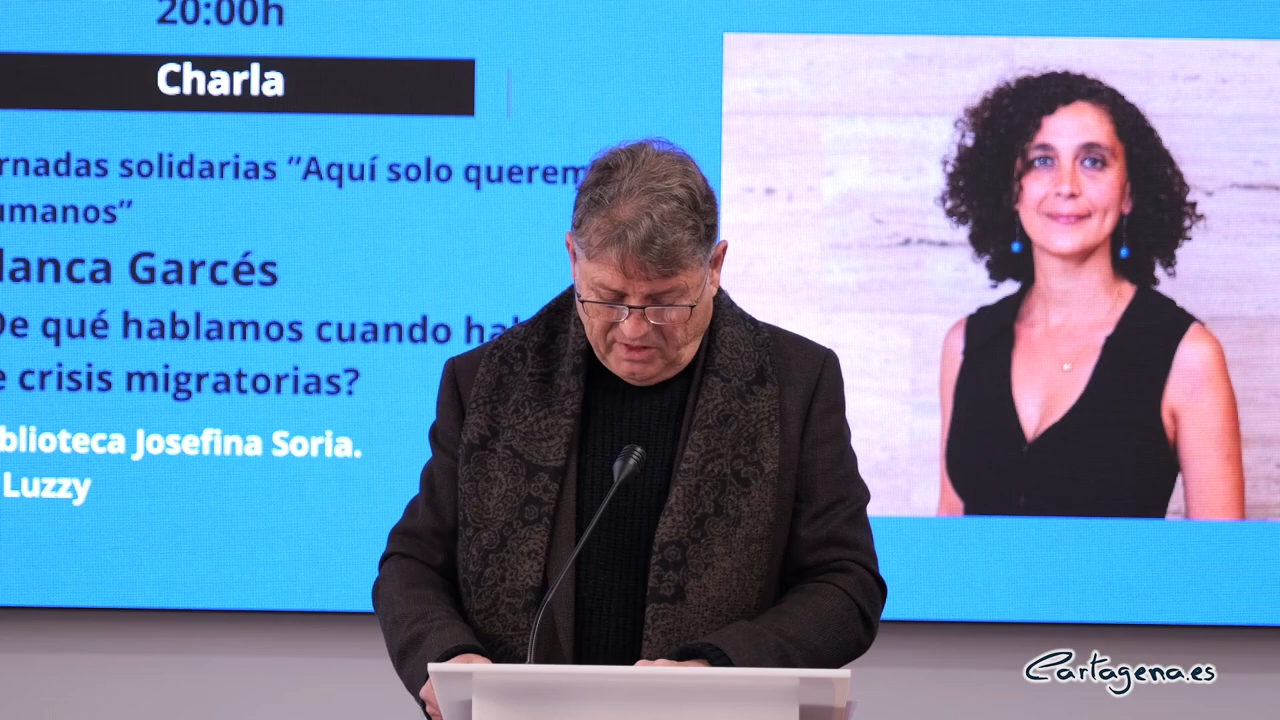 20:00h
Charla
rnadas solidarias “Aquí solo querem
umanos”
lanca Garcés
De qué hablamos cuando hab
e crisis migratorias?
blioteca Josefina Soria.
Luzzy
Cartagena.es